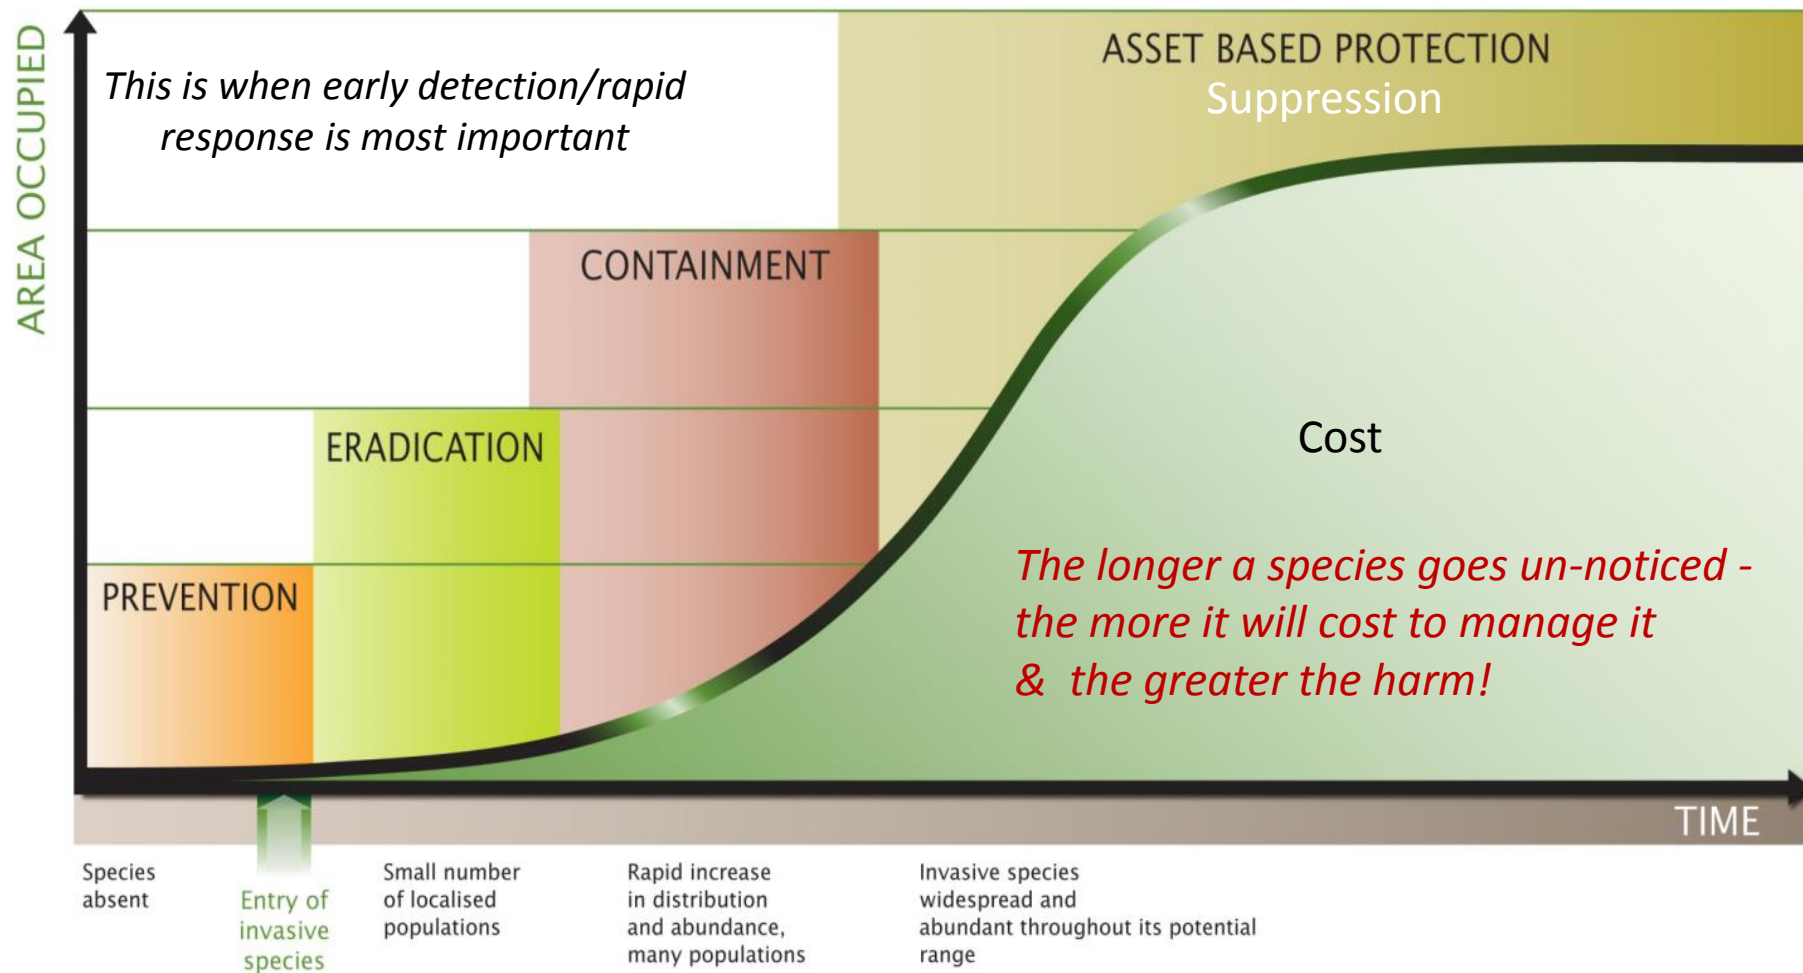 AREA OCCUPIED
This is when early detection/rapid
response is most important
ASSET BASED PROTECTION
Suppression
CONTAINMENT
ERADICATION
PREVENTION
Cost
The longer a species goes un-noticed -
the more it will cost to manage it
& the greater the harm!
TIME
Species
absent
Entry of
invasive
species
Small number
of localised
populations
Rapid increase
in distribution
and abundance,
many populations
Invasive species
widespread and
abundant throughout its potential
range